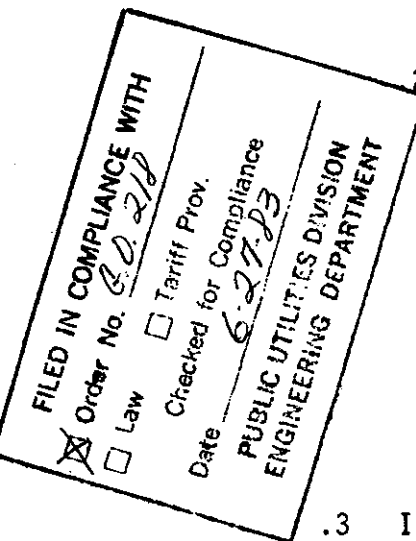 FILED IN COMPLIANCE WITH
Order No. G.O. 218
Law Tariff Prov.
Checked for Compliance
Date 6-27-83
PUBLIC UTILITIES DIVISION
ENGINEERING DEPARTMENT
.3 I